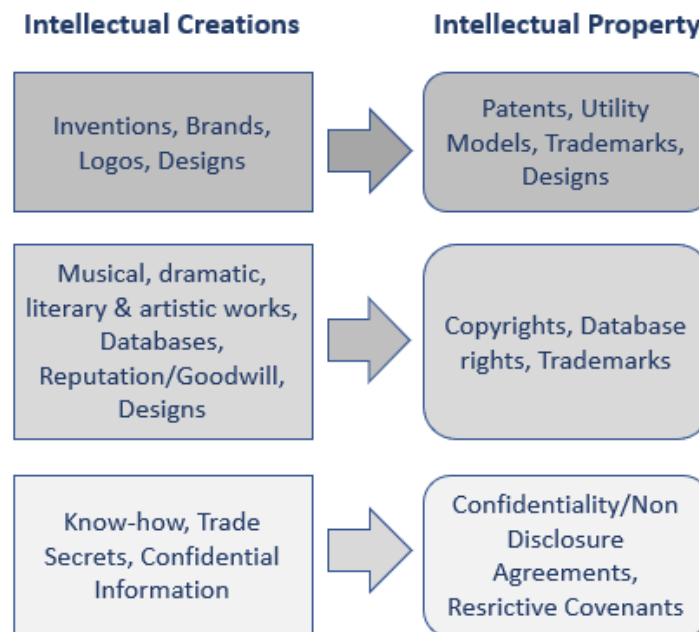 Intellectual Creations
Intellectual Property
Inventions, Brands,
Logos, Designs
Patents, Utility
Models, Trademarks,
Designs
Musical, dramatic,
literary & artistic works,
Databases,
Reputation/Goodwill,
Designs
Copyrights, Database
rights, Trademarks
Know-how, Trade
Secrets, Confidential
Information
Confidentiality/Non
Disclosure
Agreements,
Resrictive Covenants